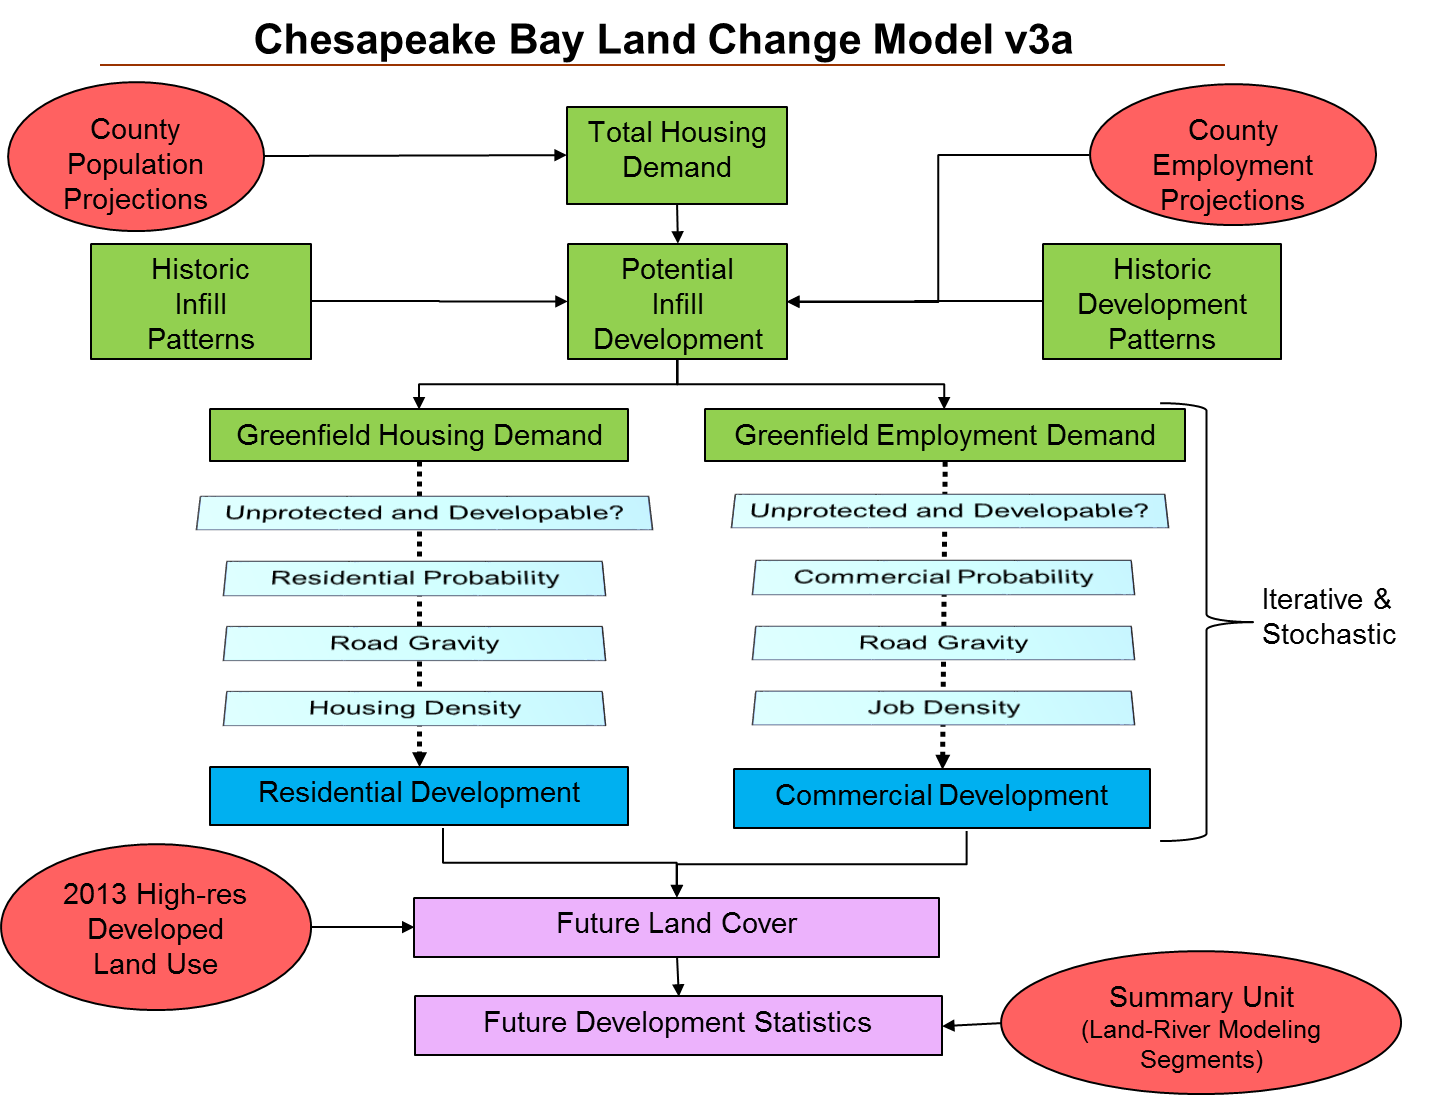 Chesapeake Bay Land Change Model v3a
County
Population
Projections
Total Housing
Demand
County
Employment
Projections
Historic
Infill
Patterns
Potential
Infill
Development
Historic
Development
Patterns
Greenfield Housing Demand
Greenfield Employment Demand
Unprotected and Developable?
Residential Probability
Road Gravity
Housing Density
Unprotected and Developable?
Commercial Probability
Road Gravity
Job Density
Iterative &
Stochastic
Residential Development
Commercial Development
2013 High-res
Developed
Land Use
Future Land Cover
Future Development Statistics
Summary Unit
(Land-River Modeling
Segments)